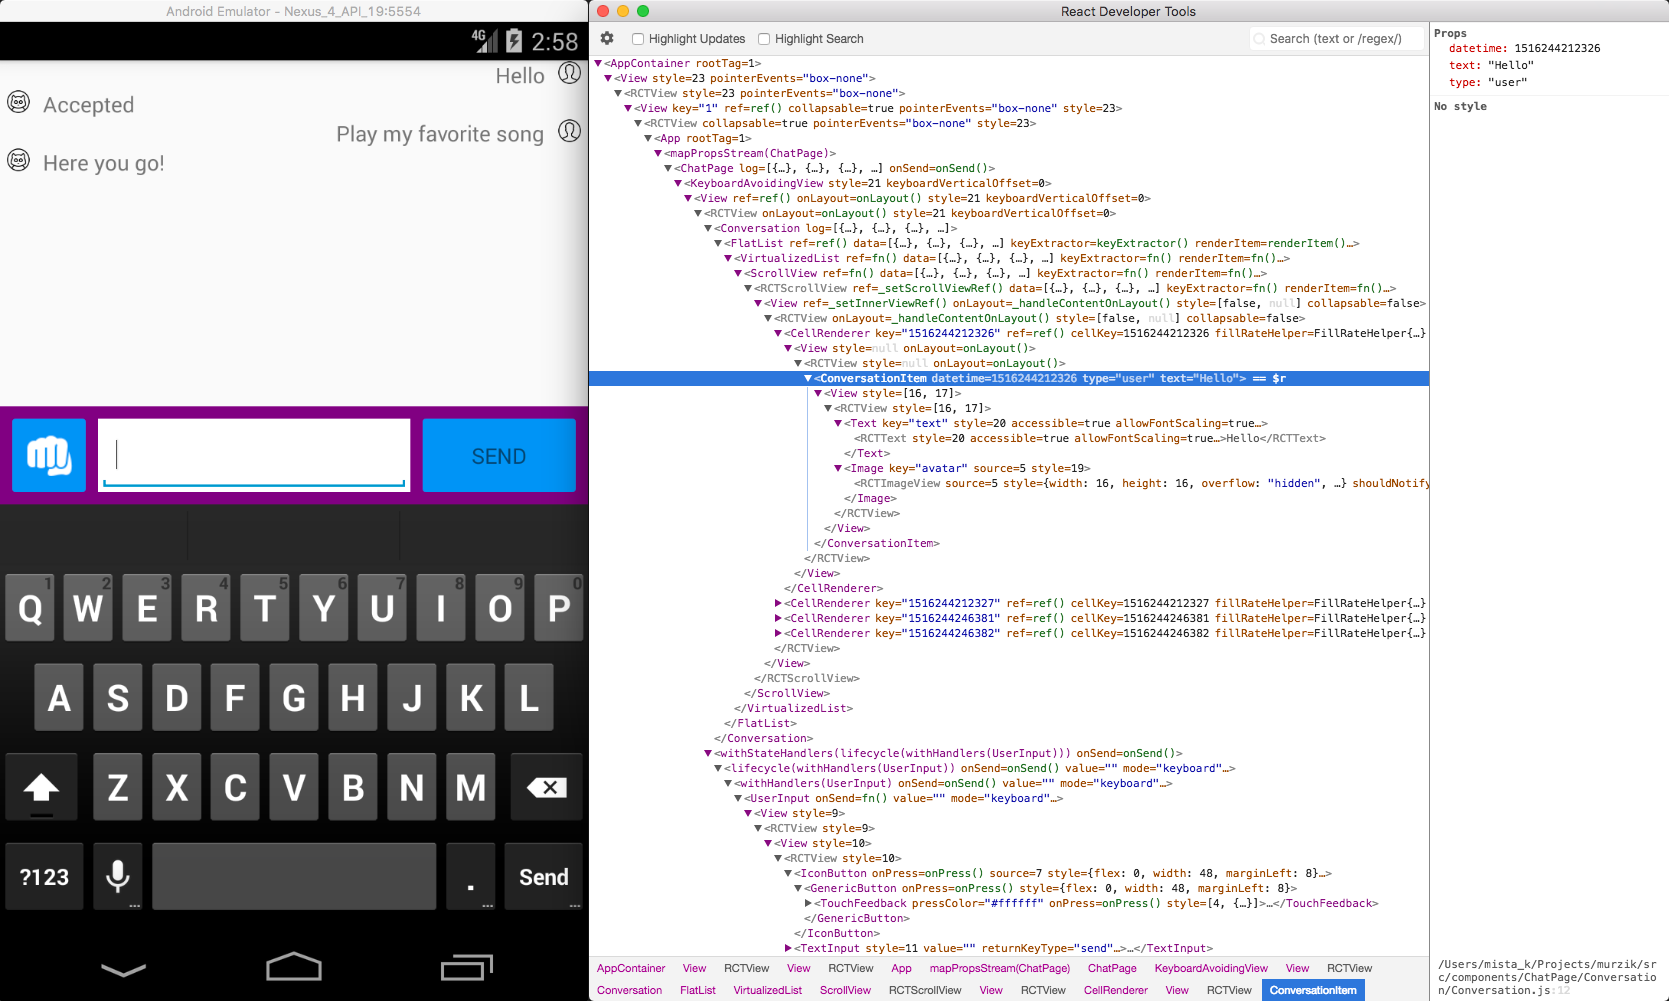 Android Emulator - Nexus_4_API_19:5554
4G 2:58
Hello
Accepted
Play my favorite song
Here you go!
SEND
1 2 3 4 5 6 7 8 9 0
Q W E R T Y U I O P
A S D F G H J K L
Z X C V B N M
?123 ... . ... Send ...
React Developer Tools
Highlight Updates Highlight Search Search (text or /regex/)
<AppContainer rootTag=1>
<View style=23 pointerEvents="box-none">
<RCTView style=23 pointerEvents="box-none">
<View key="1" ref=ref() collapsable=true pointerEvents="box-none" style=23>
<RCTView collapsable=true pointerEvents="box-none" style=23>
<App rootTag=1>
<mapPropsStream(ChatPage)>
<ChatPage log=[{…}, {…}, {…}, …] onSend=onSend()>
<KeyboardAvoidingView style=21 keyboardVerticalOffset=0>
<View ref=ref() onLayout=onLayout() style=21 keyboardVerticalOffset=0>
<RCTView onLayout=onLayout() style=21 keyboardVerticalOffset=0>
<Conversation log=[{…}, {…}, {…}, …]>
<FlatList ref=ref() data=[{…}, {…}, {…}, …] keyExtractor=keyExtractor() renderItem=renderItem()…>
<VirtualizedList ref=fn() data=[{…}, {…}, {…}, …] keyExtractor=fn() renderItem=fn()…>
<ScrollView ref=fn() data=[{…}, {…}, {…}, …] keyExtractor=fn() renderItem=fn()…>
<RCTScrollView ref=_setScrollViewRef() data=[{…}, {…}, {…}, …] keyExtractor=fn() renderItem=fn()…>
<View ref=_setInnerViewRef() onLayout=_handleContentOnLayout() style=[false, null] collapsable=false>
<RCTView onLayout=_handleContentOnLayout() style=[false, null] collapsable=false>
<CellRenderer key="1516244212326" ref=ref() cellKey=1516244212326 fillRateHelper=FillRateHelper{…}
<View style=null onLayout=onLayout()>
<RCTView style=null onLayout=onLayout()>
<ConversationItem datetime=1516244212326 type="user" text="Hello"> == $r
<View style=[16, 17]>
<RCTView style=[16, 17]>
<Text key="text" style=20 accessible=true allowFontScaling=true…>
<RCTText style=20 accessible=true allowFontScaling=true…>Hello</RCTText>
</Text>
<Image key="avatar" source=5 style=19>
<RCTImageView source=5 style={width: 16, height: 16, overflow: "hidden", …} shouldNotify
</Image>
</RCTView>
</View>
</ConversationItem>
</RCTView>
</View>
</CellRenderer>
<CellRenderer key="1516244212327" ref=ref() cellKey=1516244212327 fillRateHelper=FillRateHelper{…}
<CellRenderer key="1516244246381" ref=ref() cellKey=1516244246381 fillRateHelper=FillRateHelper{…}
<CellRenderer key="1516244246382" ref=ref() cellKey=1516244246382 fillRateHelper=FillRateHelper{…}
</RCTView>
</View>
</RCTScrollView>
</ScrollView>
</VirtualizedList>
</FlatList>
</Conversation>
<withStateHandlers(lifecycle(withHandlers(UserInput))) onSend=onSend()>
<lifecycle(withHandlers(UserInput)) onSend=onSend() value="" mode="keyboard"…>
<withHandlers(UserInput) onSend=onSend() value="" mode="keyboard"…>
<UserInput onSend=fn() value="" mode="keyboard"…>
<View style=9>
<RCTView style=9>
<View style=10>
<RCTView style=10>
<IconButton onPress=onPress() source=7 style={flex: 0, width: 48, marginLeft: 8}…>
<GenericButton onPress=onPress() style={flex: 0, width: 48, marginLeft: 8}>
<TouchFeedback pressColor="#ffffff" onPress=onPress() style=[4, {…}]>…</TouchFeedback>
</GenericButton>
</IconButton>
<TextInput style=11 value="" returnKeyType="send"…>…</TextInput>
AppContainer View RCTView View RCTView App mapPropsStream(ChatPage) ChatPage KeyboardAvoidingView View RCTView
Conversation FlatList VirtualizedList ScrollView RCTScrollView View RCTView CellRenderer View RCTView ConversationItem
Props
datetime: 1516244212326
text: "Hello"
type: "user"
No style
/Users/mista_k/Projects/murzik/sr
c/components/ChatPage/Conversatio
n/Conversation.js:12